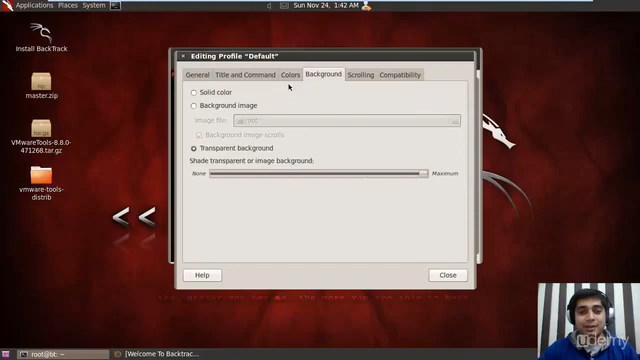 Applications Places System
Sun Nov 24, 1:42 AM
Install BackTrack
master.zip
VMwareTools-8.8.0-
471268.tar.gz
vmware-tools-
distrib
Editing Profile “Default”
General Title and Command Colors Background Scrolling Compatibility
Solid color
Background image
Image file: root
Background image scrolls
Transparent background
Shade transparent or image background:
None Maximum
Help Close
<<
root@bt: ~ [Welcome To Backtrac...
udemy